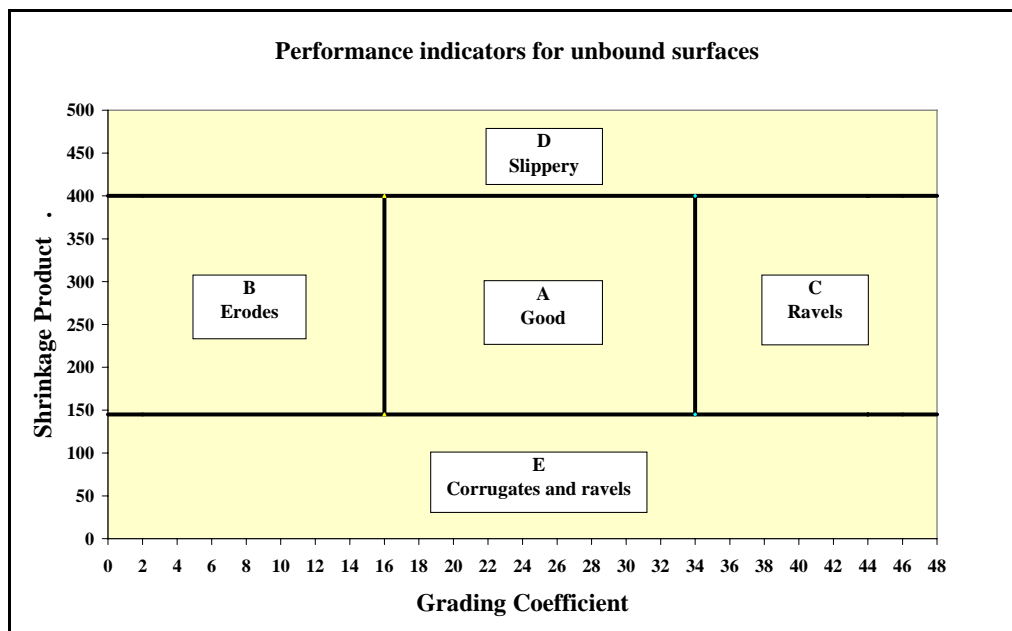 Performance indicators for unbound surfaces
500
450
400
350
300
250
200
150
100
50
0
Shrinkage Product .
D
Slippery
B
Erodes
A
Good
C
Ravels
E
Corrugates and ravels
0 2 4 6 8 10 12 14 16 18 20 22 24 26 28 30 32 34 36 38 40 42 44 46 48
Grading Coefficient